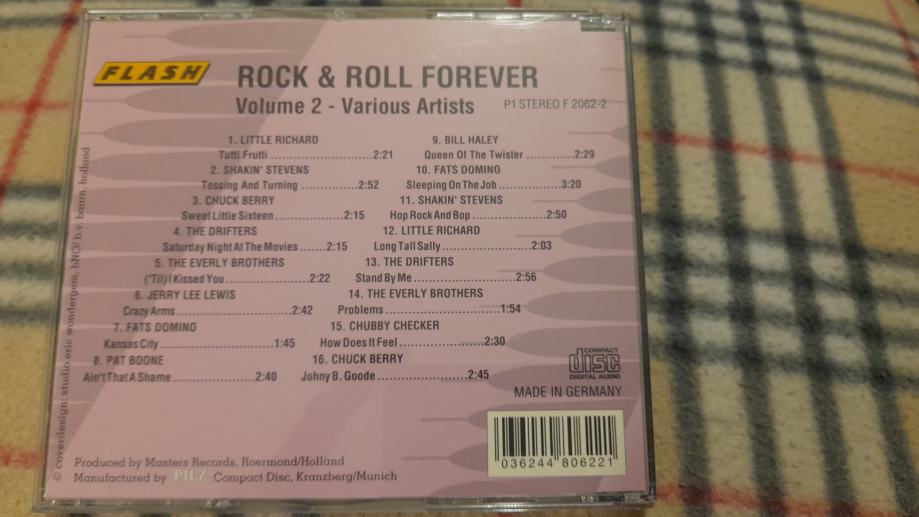 FLASH
ROCK & ROLL FOREVER
Volume 2 - Various Artists
P1 STEREO F 2062-2
1. LITTLE RICHARD
Tutti Frutti ........................2:21
2. SHAKIN' STEVENS
Tossing And Turning ..................2:52
3. CHUCK BERRY
Sweet Little Sixteen ...................2:15
4. THE DRIFTERS
Saturday Night At The Movies .......2:15
5. THE EVERLY BROTHERS
('Til) I Kissed You ....................2:22
6. JERRY LEE LEWIS
Crazy Arms ..........................2:42
7. FATS DOMINO
Kansas City .........................1:45
8. PAT BOONE
Ain't That A Shame .....................2:40
9. BILL HALEY
Queen Of The Twister .............2:29
10. FATS DOMINO
Sleeping On The Job ..................3:20
11. SHAKIN' STEVENS
Hop Rock And Bop ...................2:50
12. LITTLE RICHARD
Long Tall Sally .......................2:03
13. THE DRIFTERS
Stand By Me .........................2:56
14. THE EVERLY BROTHERS
Problems .............................1:54
15. CHUBBY CHECKER
How Does It Feel ......................2:30
16. CHUCK BERRY
Johny B. Goode .......................2:45
COMPACT
disc
DIGITAL AUDIO
MADE IN GERMANY
036244 806221
Produced by Masters Records, Roermond/Holland
Manufactured by PILZ Compact Disc, Kranzberg/Munich
© coverdesign: studio eric wondergem, bNO/ b.v. baarn, holland